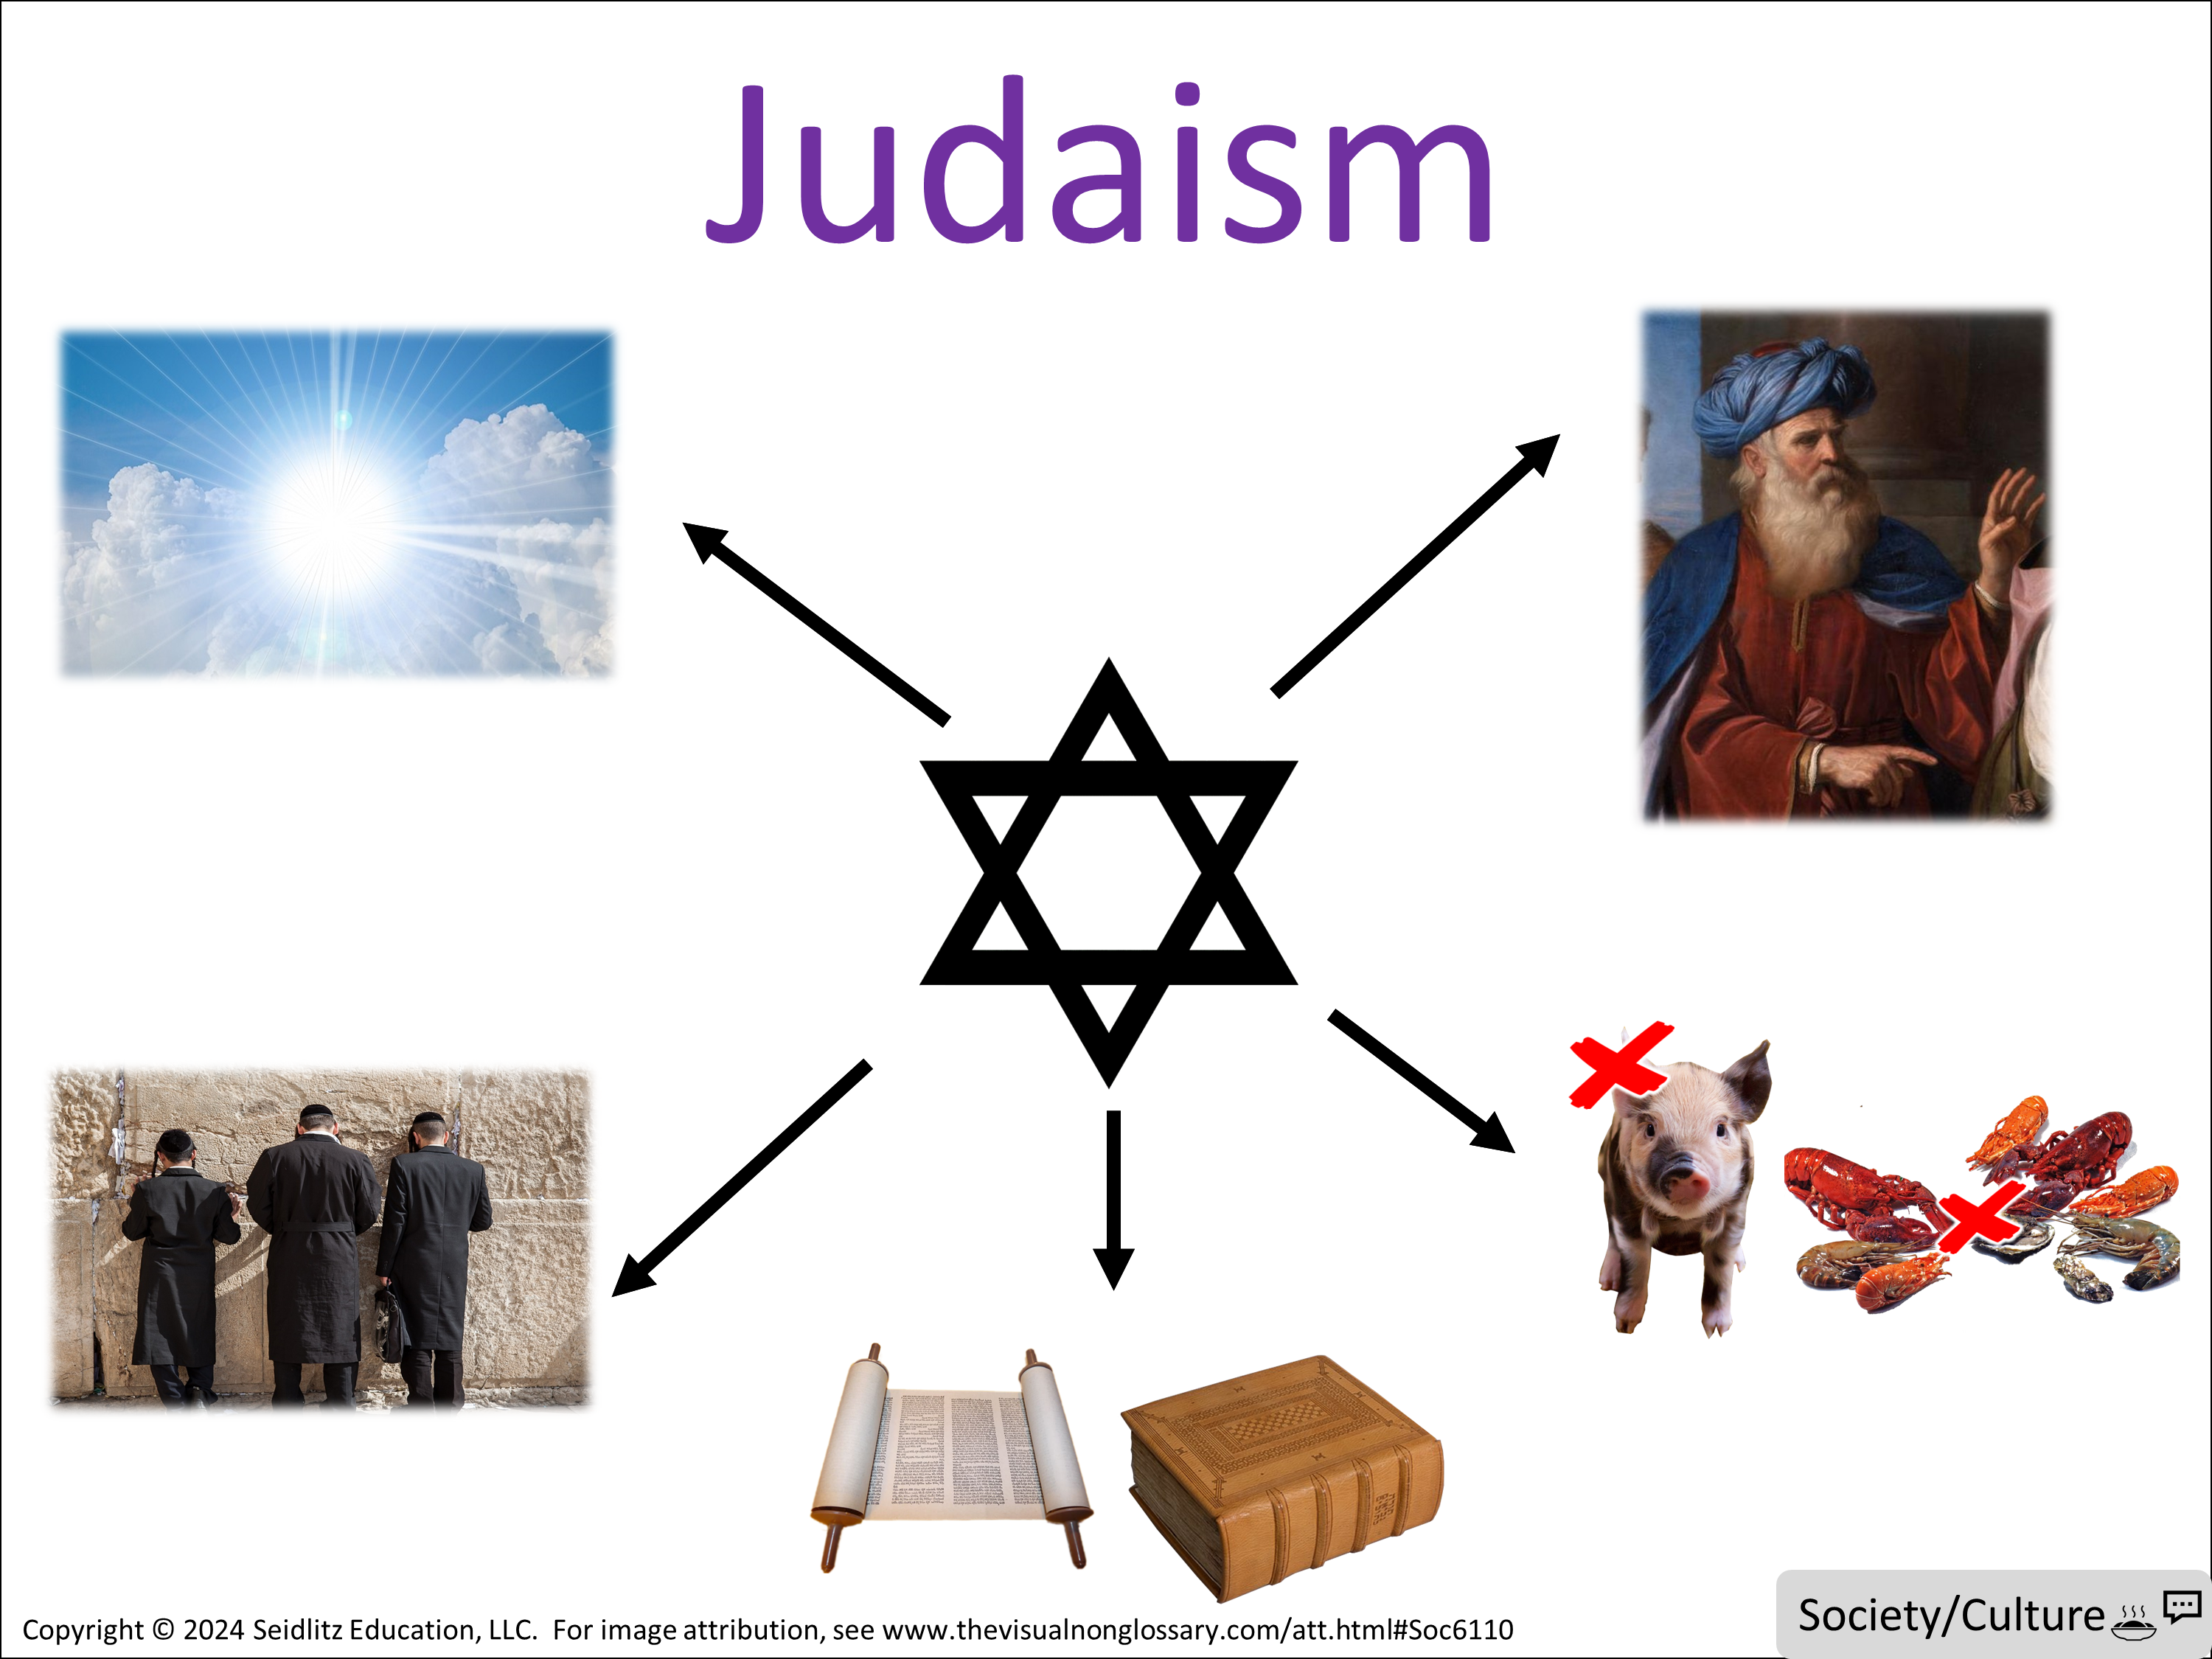 Judaism
Copyright © 2024 Seidlitz Education, LLC.  For image attribution, see www.thevisualnonglossary.com/att.html#Soc6110
Society/Culture